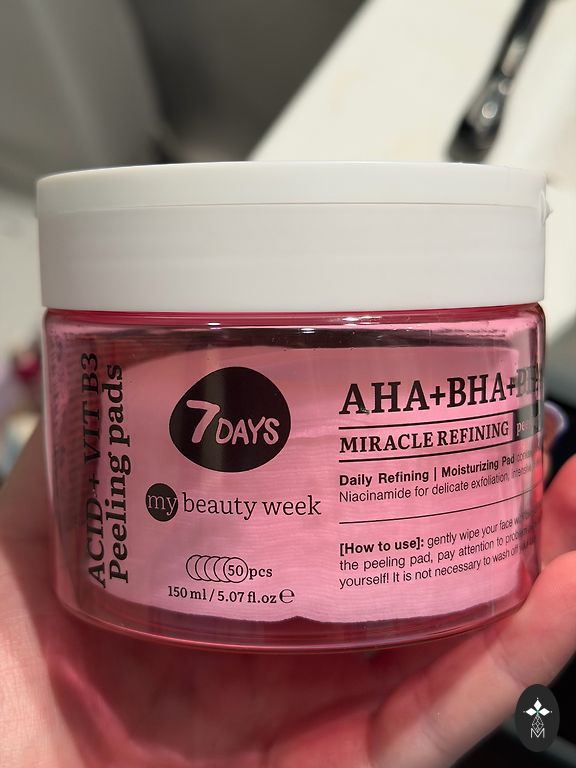 ACID + VIT B3
Peeling pads
7 DAYS
my beauty week
50 pcs
150 ml / 5.07 fl.oz ℮
AHA+BHA+
MIRACLE REFINING
Daily Refining | Moisturizing Pad
Niacinamide for delicate exfoliation,
[How to use]: gently wipe your face
the peeling pad, pay attention to
yourself! It is not necessary to wash off
M